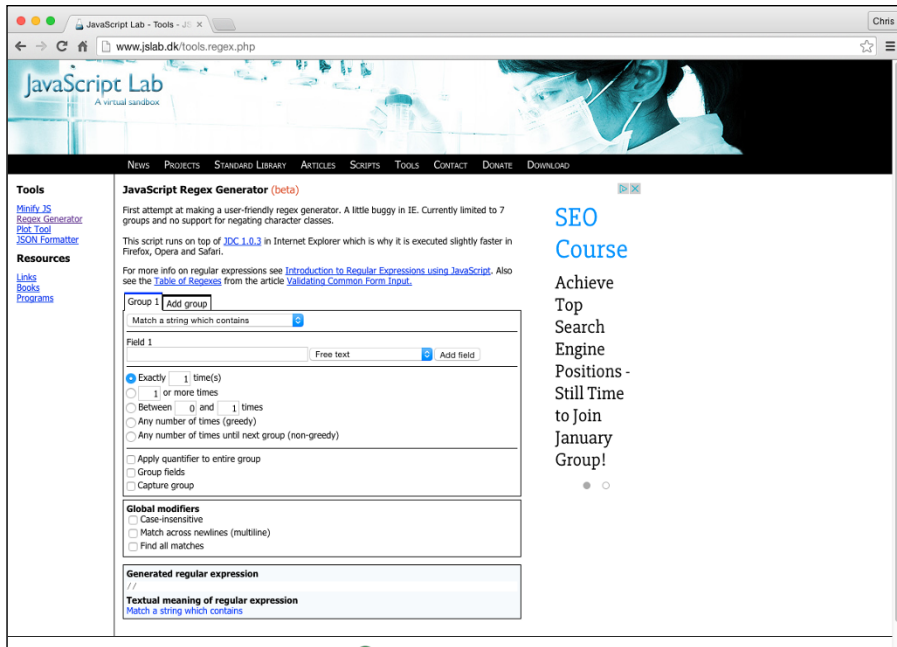 JavaScript Lab - Tools - JS
Chris
www.jslab.dk/tools.regex.php
JavaScript Lab
A virtual sandbox
News Projects Standard Library Articles Scripts Tools Contact Donate Download
Tools
Minify JS
Regex Generator
Plot Tool
JSON Formatter
Resources
Links
Books
Programs
JavaScript Regex Generator (beta)
First attempt at making a user-friendly regex generator. A little buggy in IE. Currently limited to 7
groups and no support for negating character classes.
This script runs on top of JDC 1.0.3 in Internet Explorer which is why it is executed slightly faster in
Firefox, Opera and Safari.
For more info on regular expressions see Introduction to Regular Expressions using JavaScript. Also
see the Table of Regexes from the article Validating Common Form Input.
Group 1 Add group
Match a string which contains
Field 1
Free text Add field
Exactly 1 time(s)
1 or more times
Between 0 and 1 times
Any number of times (greedy)
Any number of times until next group (non-greedy)
Apply quantifier to entire group
Group fields
Capture group
Global modifiers
Case-insensitive
Match across newlines (multiline)
Find all matches
Generated regular expression
//
Textual meaning of regular expression
Match a string which contains
SEO
Course
Achieve
Top
Search
Engine
Positions -
Still Time
to Join
January
Group!